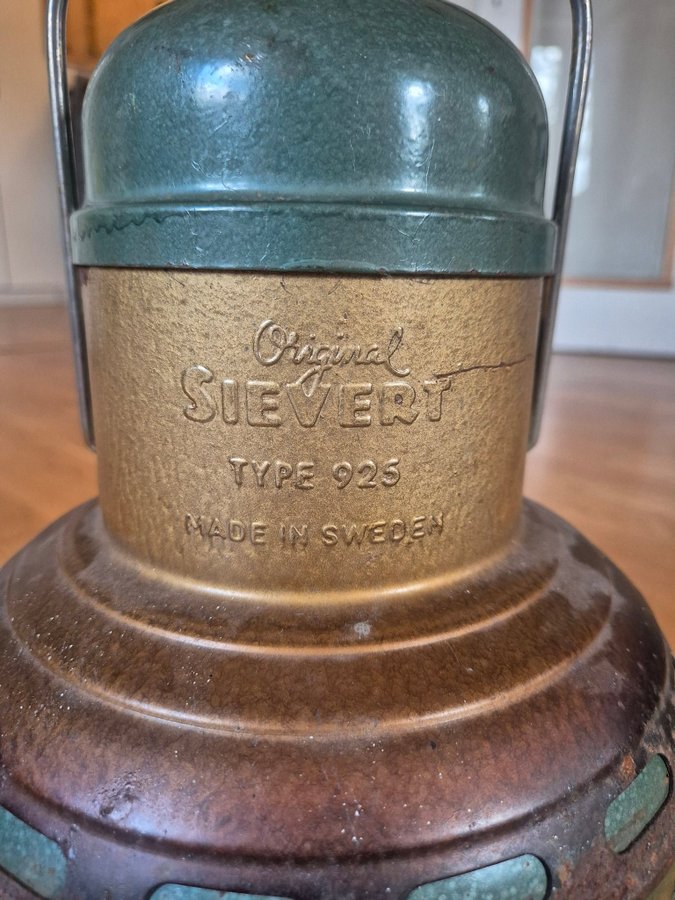 Original
SIEVERT
TYPE 925
MADE IN SWEDEN